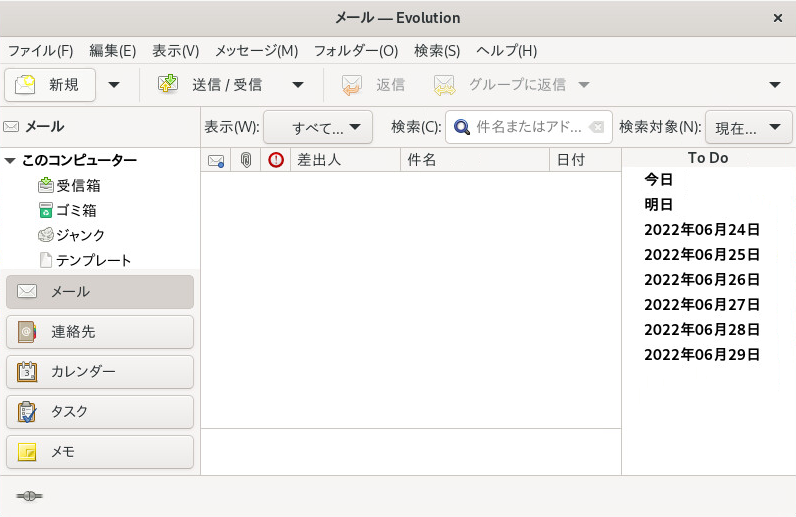 メール — Evolution
ファイル(F) 編集(E) 表示(V) メッセージ(M) フォルダー(O) 検索(S) ヘルプ(H)
新規 送信 / 受信 返信 グループに返信
メール 表示(W): すべて... 検索(C): 件名またはアド... 検索対象(N): 現在...
このコンピューター 差出人 件名 日付 To Do
受信箱
ゴミ箱
ジャンク
テンプレート
メール
連絡先
カレンダー
タスク
メモ
今日
明日
2022年06月24日
2022年06月25日
2022年06月26日
2022年06月27日
2022年06月28日
2022年06月29日